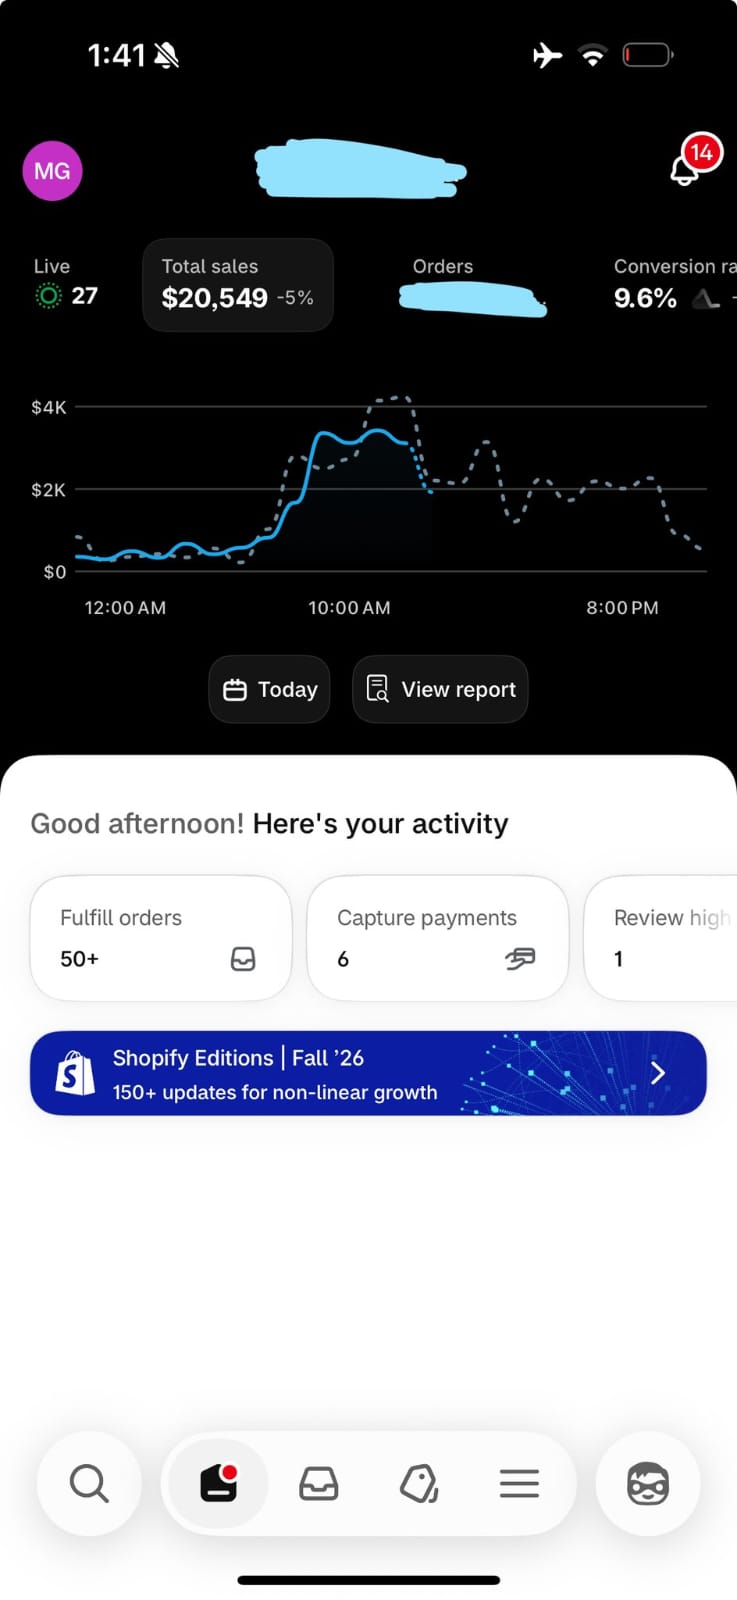 1:41
MG
14
Live
27
Total sales
$20,549 -5%
Orders
Conversion ra
9.6%
$4K
$2K
$0
12:00 AM
10:00 AM
8:00 PM
Today
View report
Good afternoon! Here's your activity
Fulfill orders
50+
Capture payments
6
Review high
1
Shopify Editions | Fall ’26
150+ updates for non-linear growth